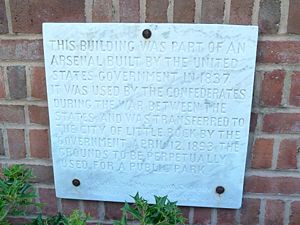 THIS BUILDING WAS PART OF AN
ARSENAL BUILT BY THE UNITED
STATES GOVERNMENT IN 1837
IT WAS USED BY THE CONFEDERATES
DURING THE WAR BETWEEN THE
STATES AND WAS TRANSFERRED TO
THE CITY OF LITTLE ROCK BY THE
GOVERNMENT APRIL 12, 1893 THE
GROUNDS TO BE PERPETUALLY
USED FOR A PUBLIC PARK